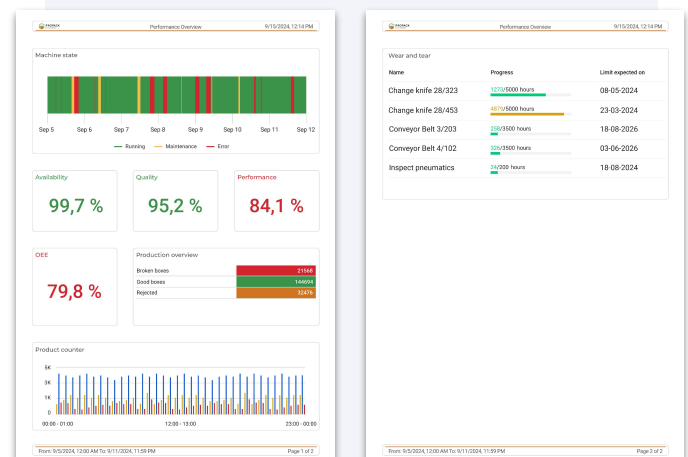 PROPACK
Performance Overview
9/15/2024, 12:14 PM
Machine state
Sep 5 Sep 6 Sep 7 Sep 8 Sep 9 Sep 10 Sep 11 Sep 12
Running Maintenance Error
Availability
99,7 %
Quality
95,2 %
Performance
84,1 %
OEE
79,8 %
Production overview
Broken boxes 21568
Good boxes 144694
Rejected 32476
Product counter
5K
3K
1K
0
00:00 - 01:00 12:00 - 13:00 23:00 - 00:00
From: 9/5/2024, 12:00 AM To: 9/11/2024, 11:59 PM Page 1 of 2
PROPACK
Performance Overview
9/15/2024, 12:14 PM
Wear and tear
Name Progress Limit expected on
Change knife 28/323 1273/5000 hours 08-05-2024
Change knife 28/453 4879/5000 hours 23-03-2024
Conveyor Belt 3/203 258/3500 hours 18-08-2026
Conveyor Belt 4/102 326/3500 hours 03-06-2026
Inspect pneumatics 24/200 hours 18-08-2024
From: 9/5/2024, 12:00 AM To: 9/11/2024, 11:59 PM Page 2 of 2